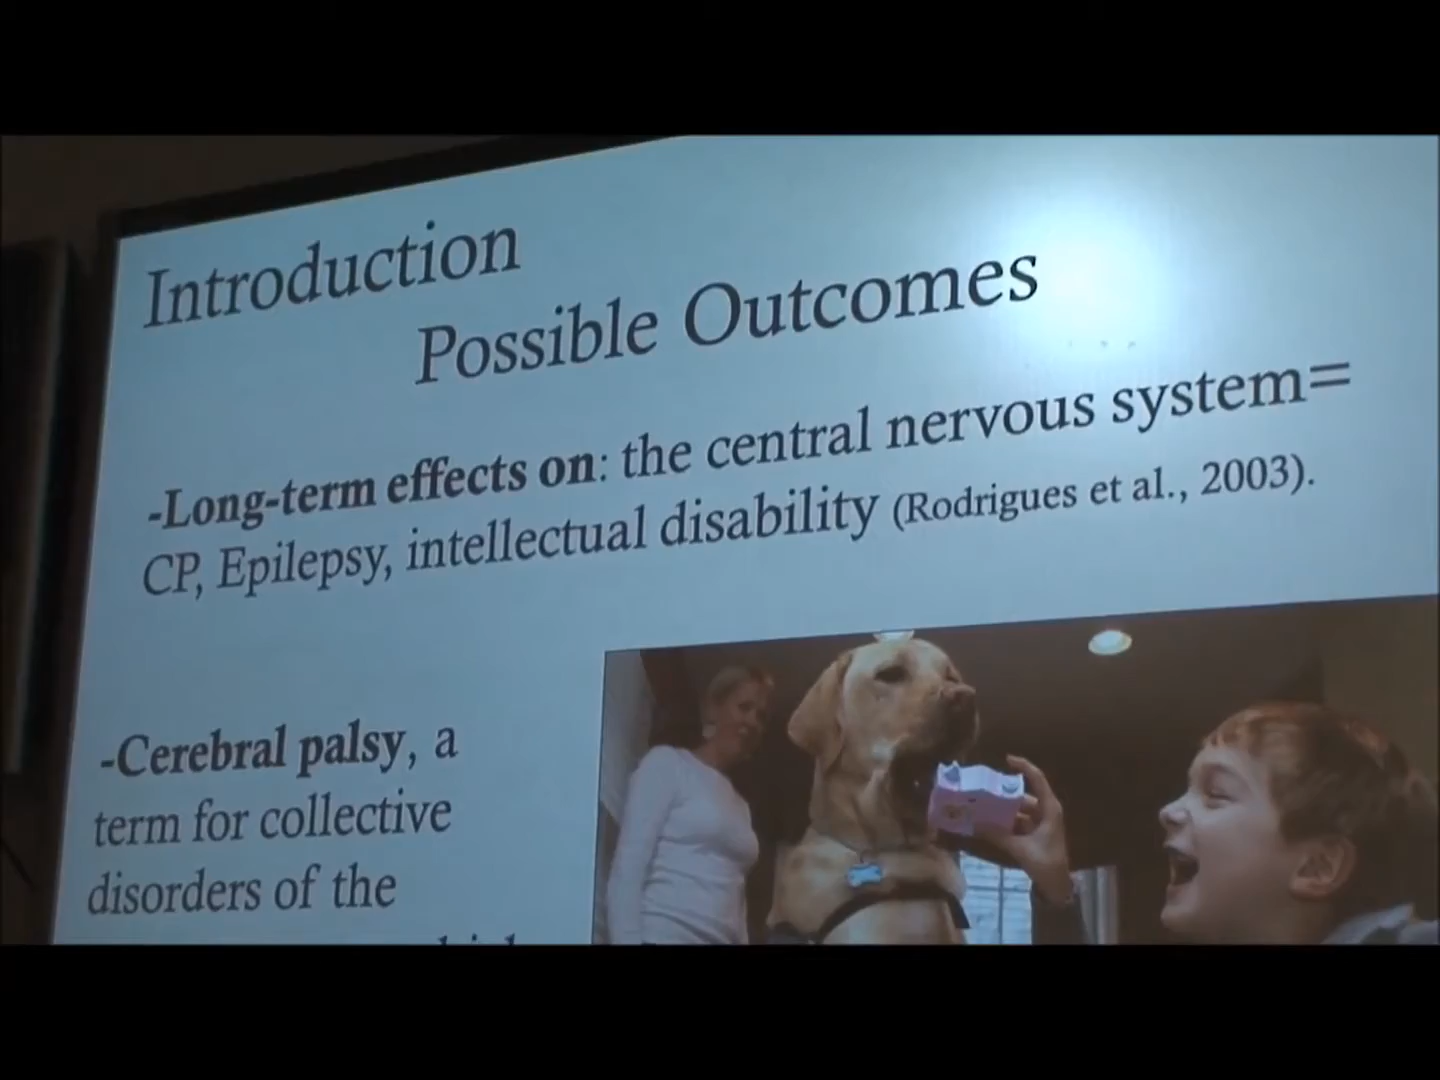 Introduction
Possible Outcomes
-Long-term effects on: the central nervous system=
CP, Epilepsy, intellectual disability (Rodrigues et al., 2003).
-Cerebral palsy, a
term for collective
disorders of the